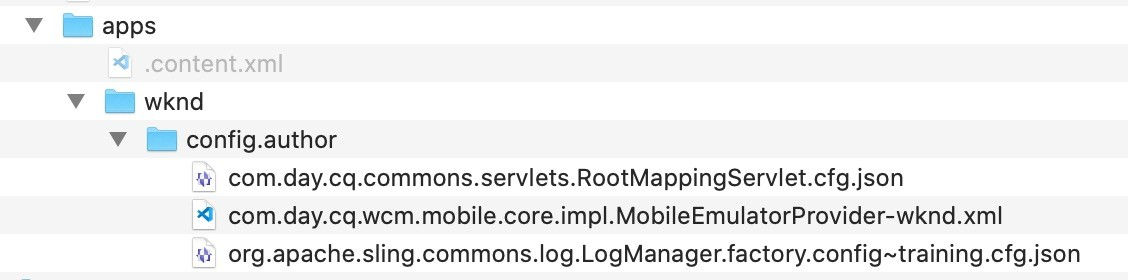 apps
.content.xml
wknd
config.author
com.day.cq.commons.servlets.RootMappingServlet.cfg.json
com.day.cq.wcm.mobile.core.impl.MobileEmulatorProvider-wknd.xml
org.apache.sling.commons.log.LogManager.factory.config~training.cfg.json